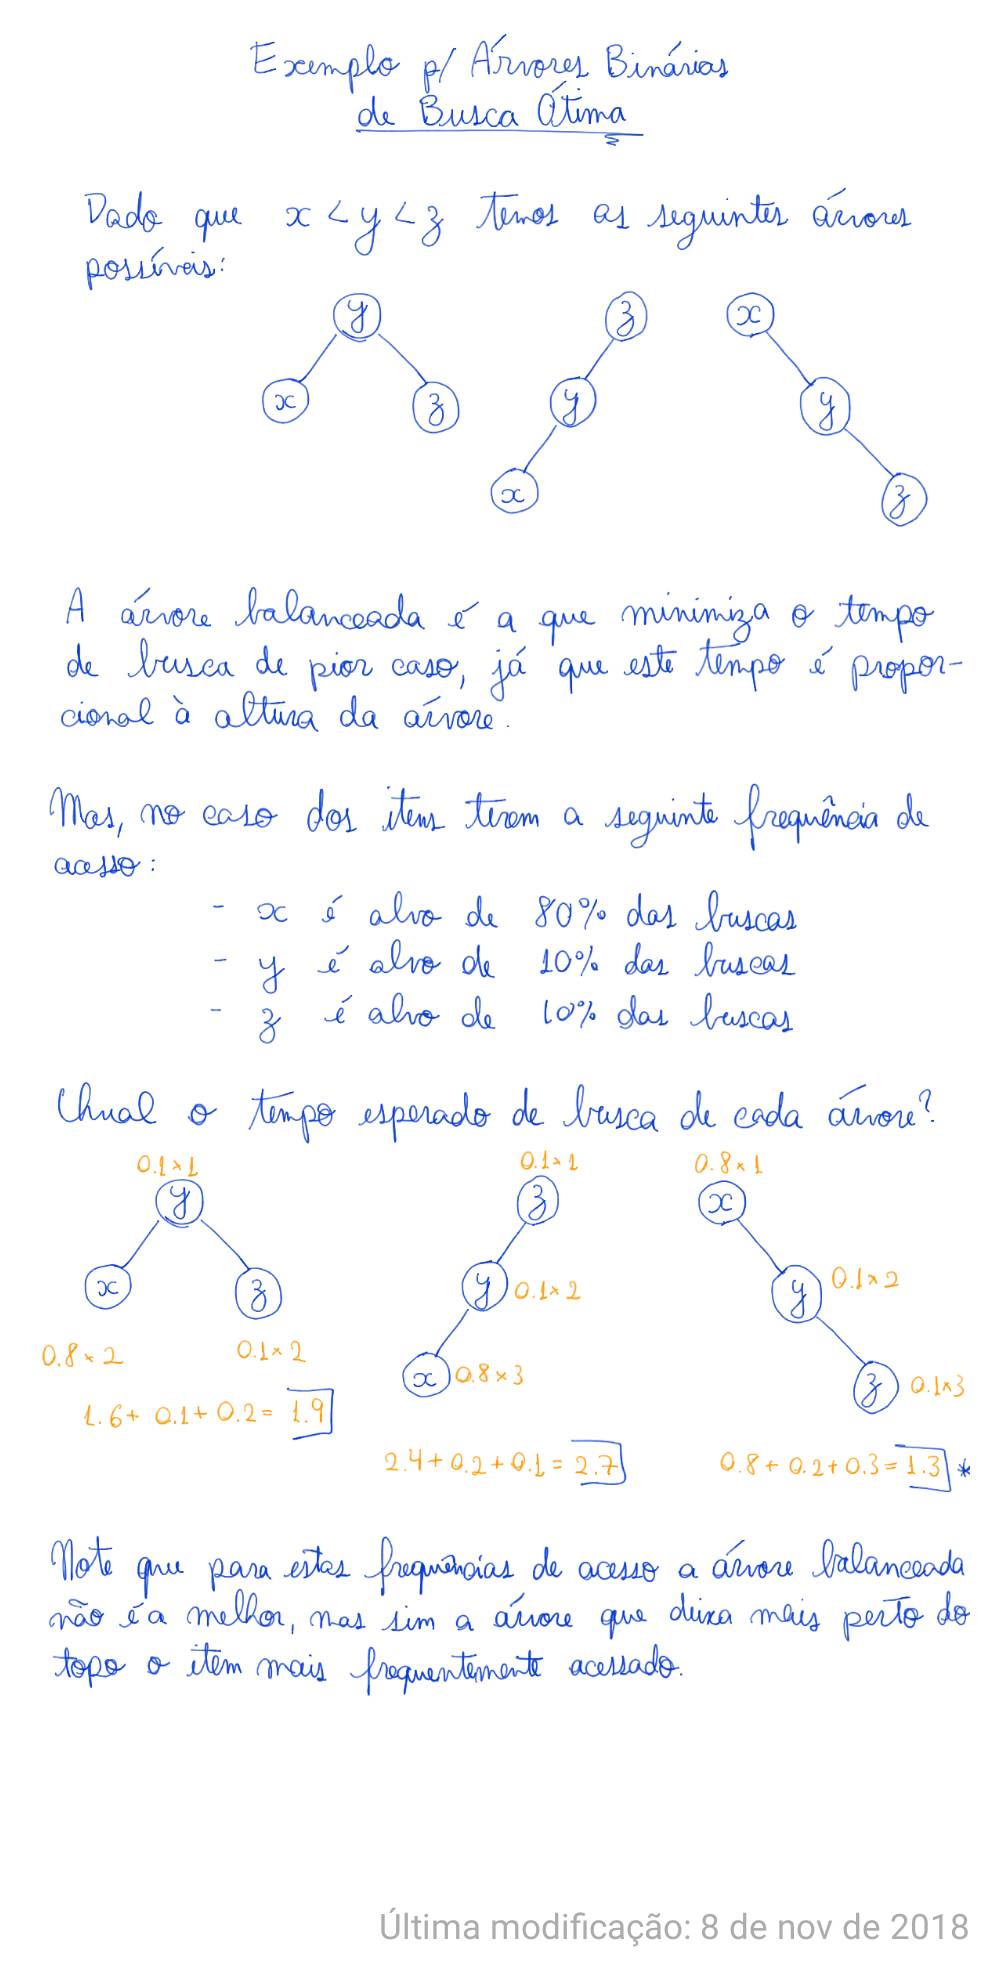 Exemplo p/ Árvores Binárias
de Busca Ótima
Dado que x < y < z temos as seguintes árvores
possíveis:
y
z
x
x
z
y
y
x
z
A árvore balanceada é a que minimiza o tempo
de busca de pior caso, já que este tempo é propor-
cional à altura da árvore.
Mas, no caso dos itens terem a seguinte frequência de
acesso:
- x é alvo de 80% das buscas
- y é alvo de 10% das buscas
- z é alvo de 10% das buscas
Qual o tempo esperado de busca de cada árvore?
0.1 × 1
y
x
z
0.8 × 2
0.1 × 2
1.6 + 0.1 + 0.2 = 1.9
0.1 × 1
z
y 0.1 × 2
x 0.8 × 3
2.4 + 0.2 + 0.1 = 2.7
0.8 × 1
x
y 0.1 × 2
z 0.1 × 3
0.8 + 0.2 + 0.3 = 1.3 *
Note que para estas frequências de acesso a árvore balanceada
não é a melhor, mas sim a árvore que deixa mais perto do
topo o item mais frequentemente acessado.
Última modificação: 8 de nov de 2018